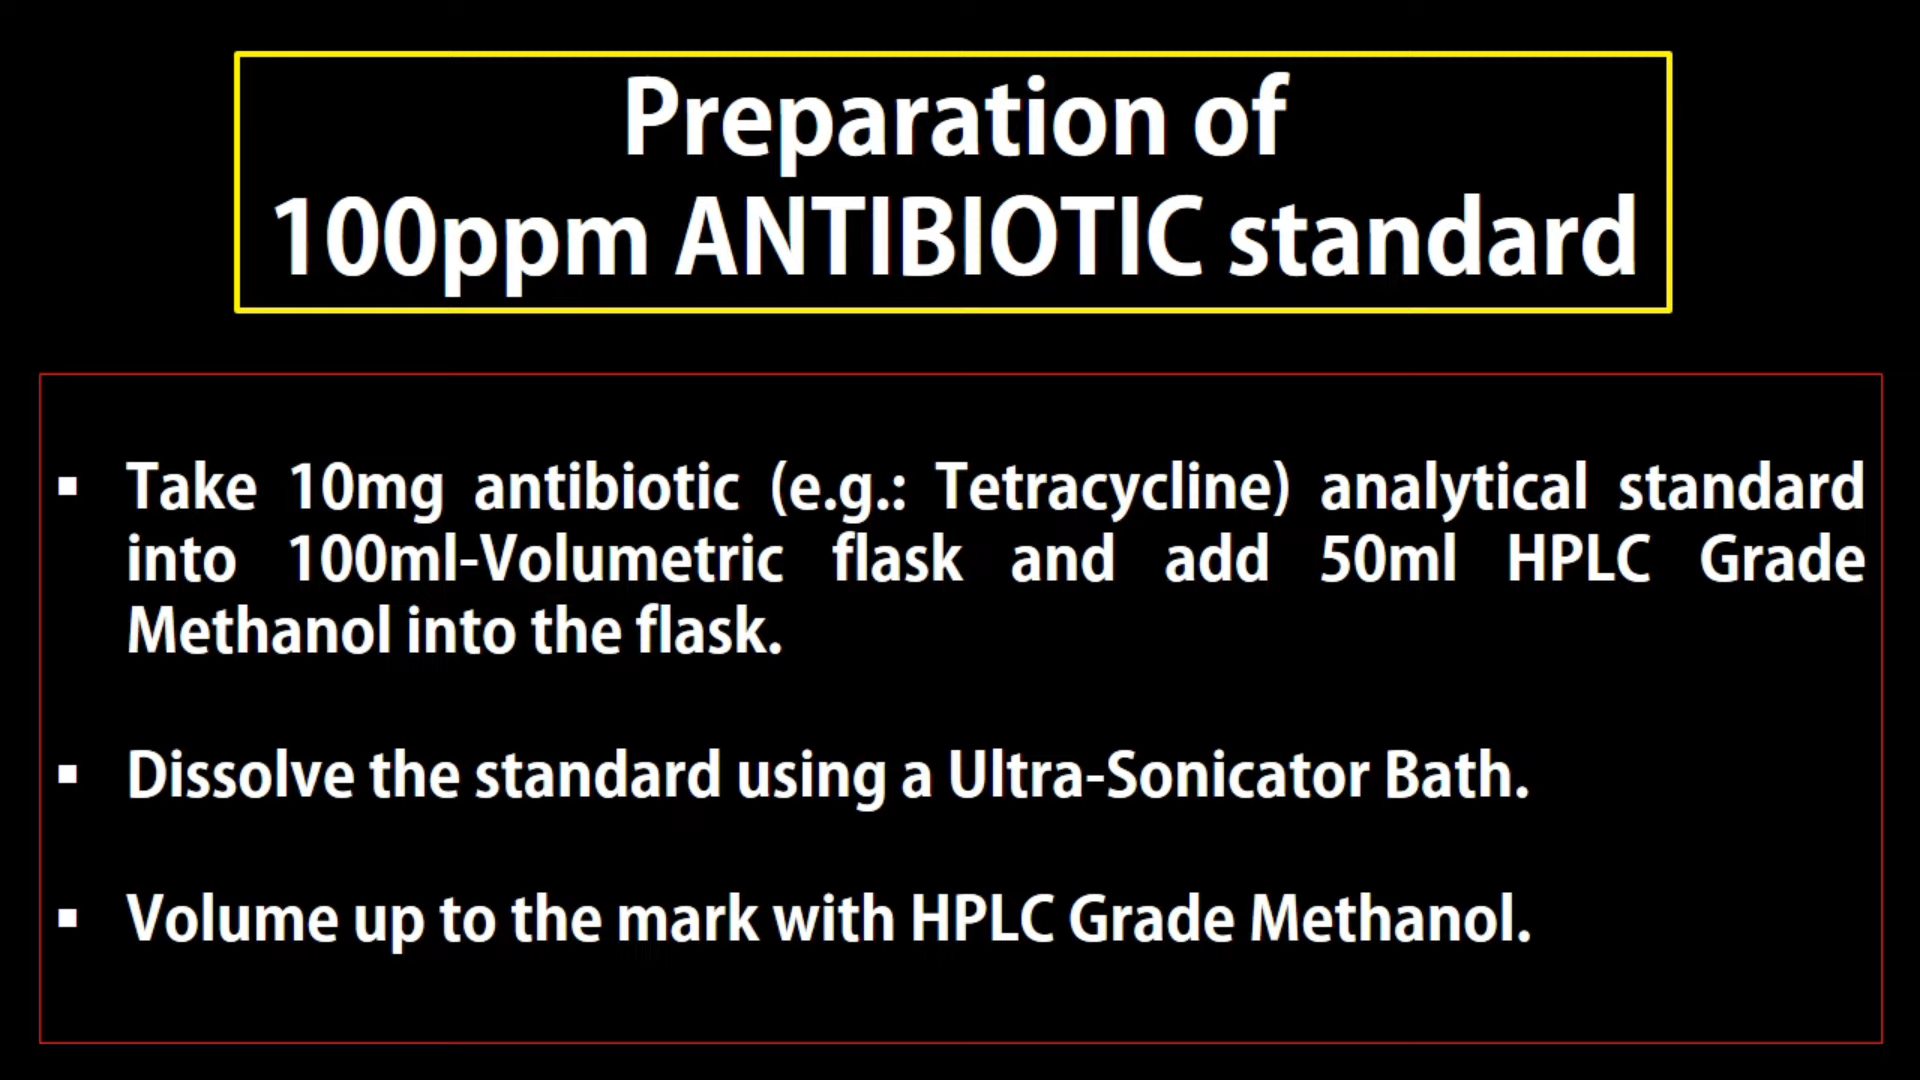 Preparation of
100ppm ANTIBIOTIC standard
▪ Take 10mg antibiotic (e.g.: Tetracycline) analytical standard
into 100ml-Volumetric flask and add 50ml HPLC Grade
Methanol into the flask.
▪ Dissolve the standard using a Ultra-Sonicator Bath.
▪ Volume up to the mark with HPLC Grade Methanol.